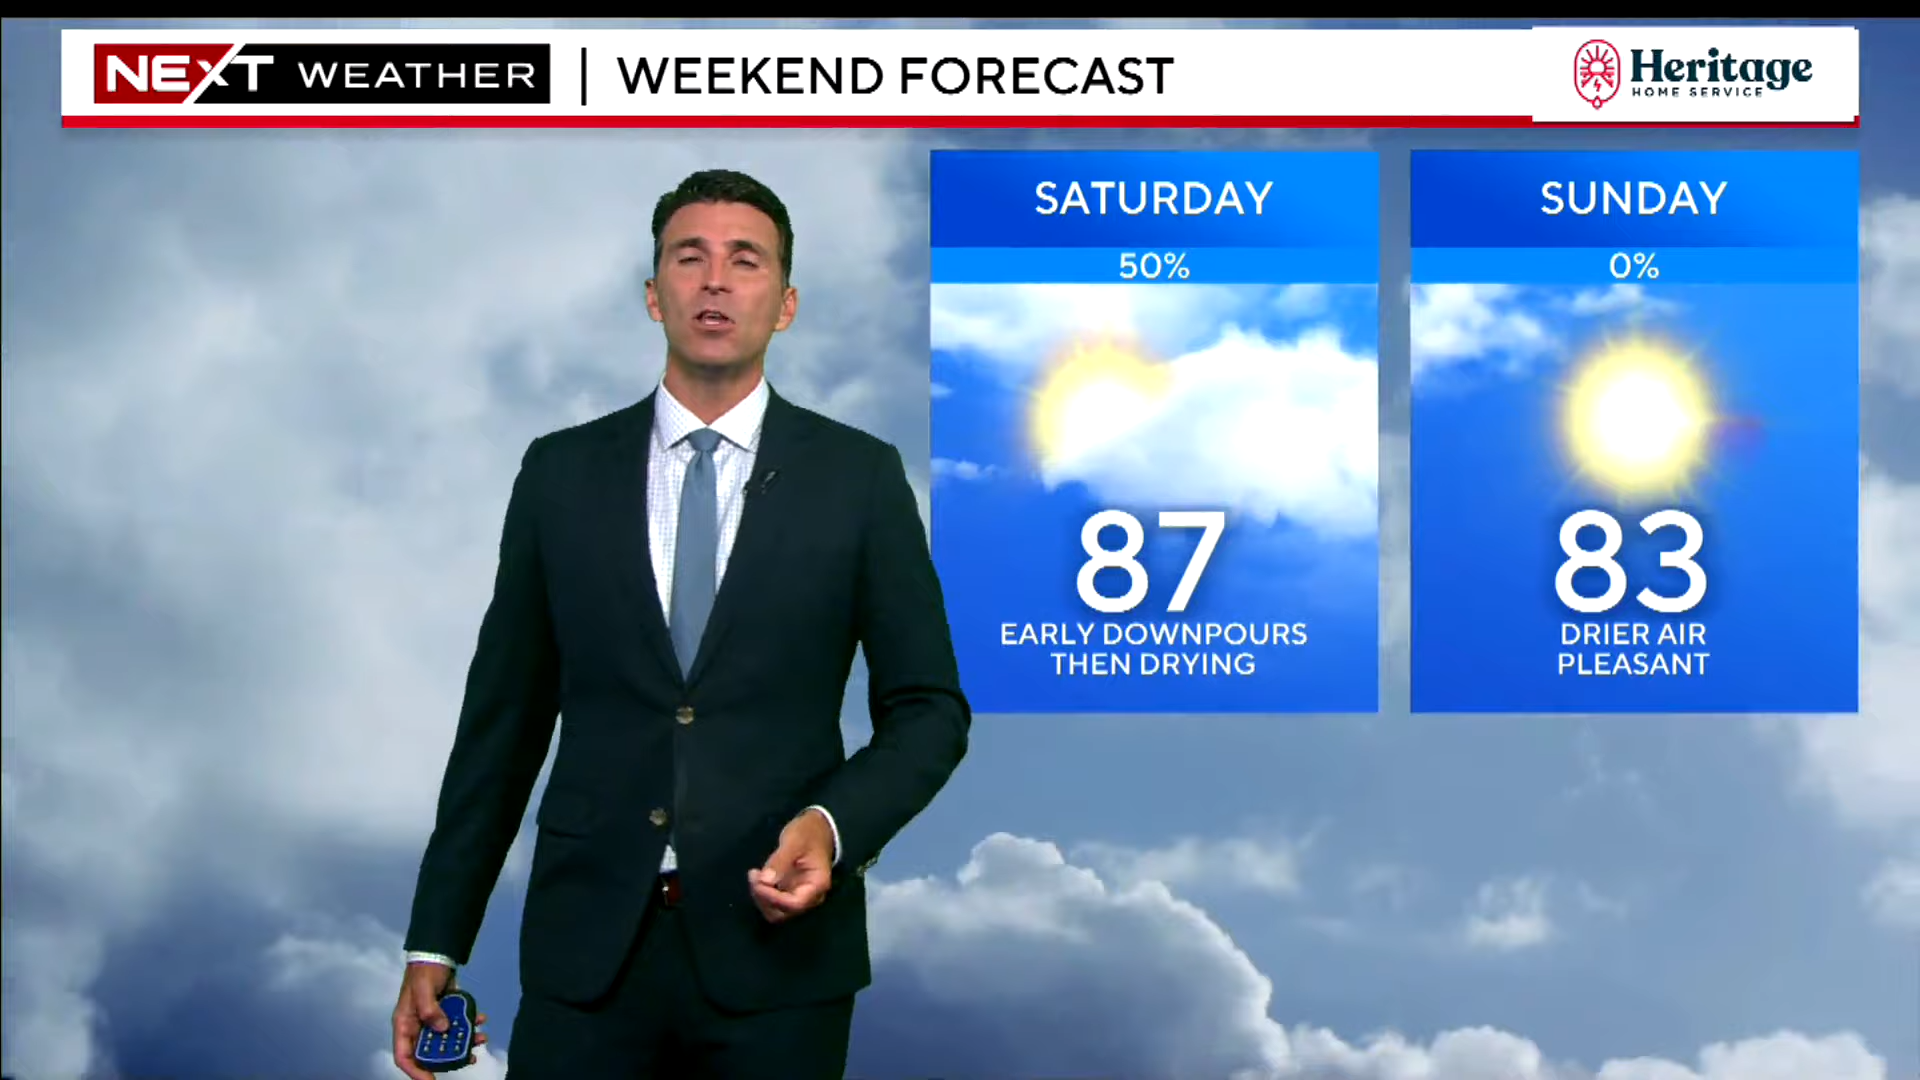 NEXT WEATHER
WEEKEND FORECAST
Heritage
HOME SERVICE
SATURDAY
50%
87
EARLY DOWNPOURS
THEN DRYING
SUNDAY
0%
83
DRIER AIR
PLEASANT